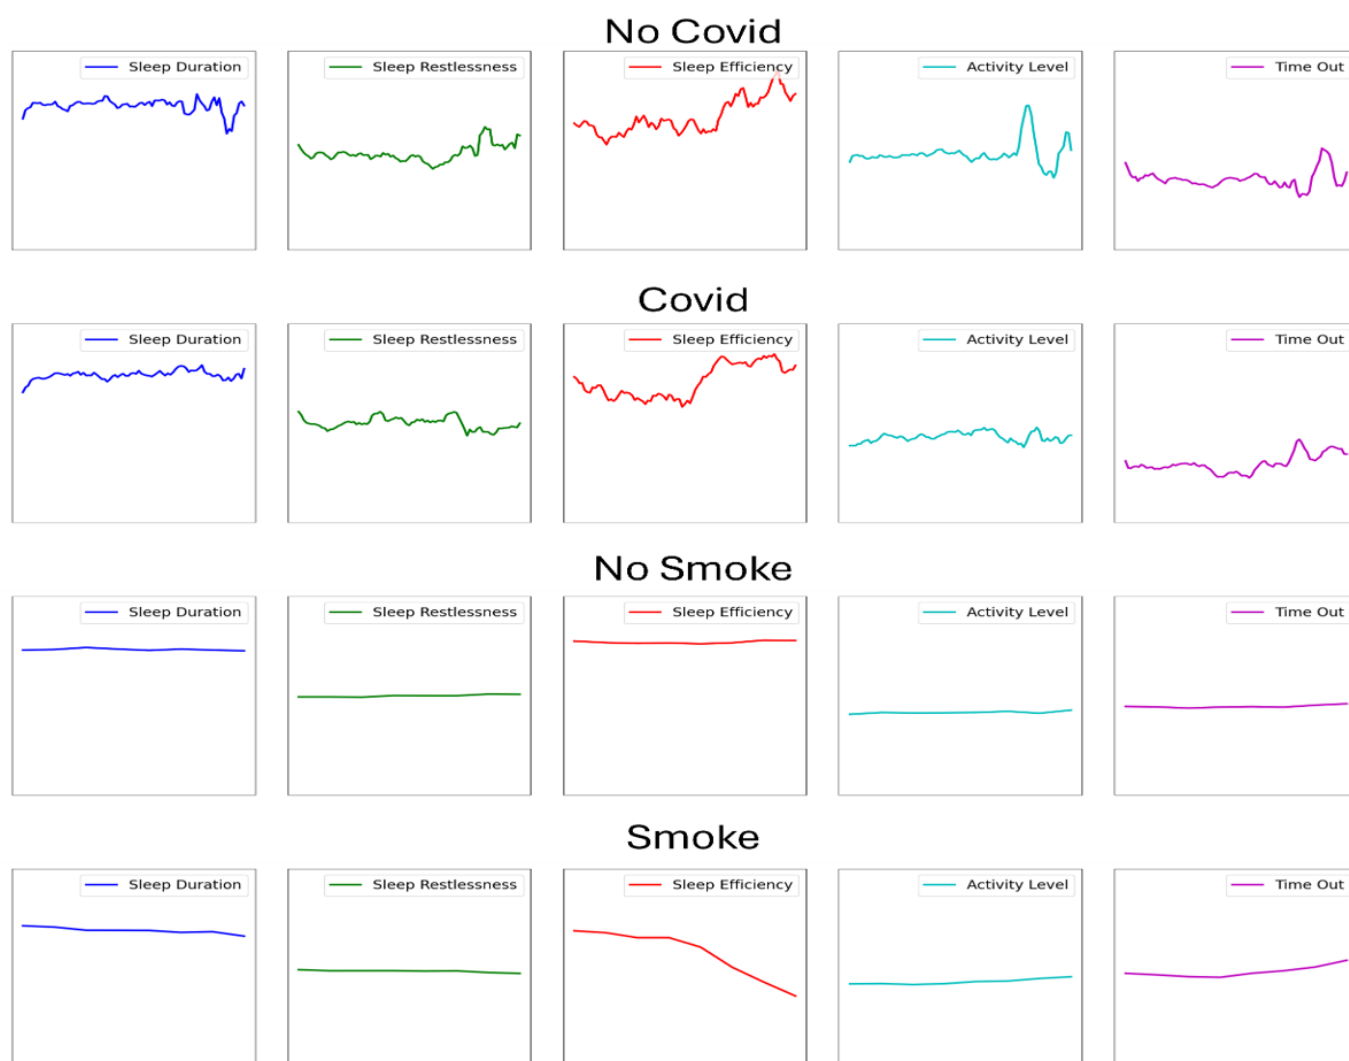 No Covid
Sleep Duration
Sleep Restlessness
Sleep Efficiency
Activity Level
Time Out
Covid
Sleep Duration
Sleep Restlessness
Sleep Efficiency
Activity Level
Time Out
No Smoke
Sleep Duration
Sleep Restlessness
Sleep Efficiency
Activity Level
Time Out
Smoke
Sleep Duration
Sleep Restlessness
Sleep Efficiency
Activity Level
Time Out